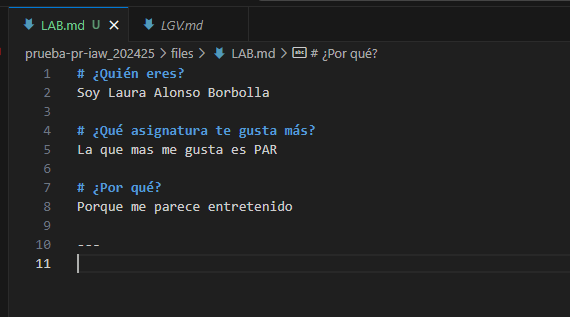 LAB.md U
LGV.md
prueba-pr-iaw_202425 > files > LAB.md > abc # ¿Por qué?
1 # ¿Quién eres?
2 Soy Laura Alonso Borbolla
3
4 # ¿Qué asignatura te gusta más?
5 La que mas me gusta es PAR
6
7 # ¿Por qué?
8 Porque me parece entretenido
9
10 ---
11